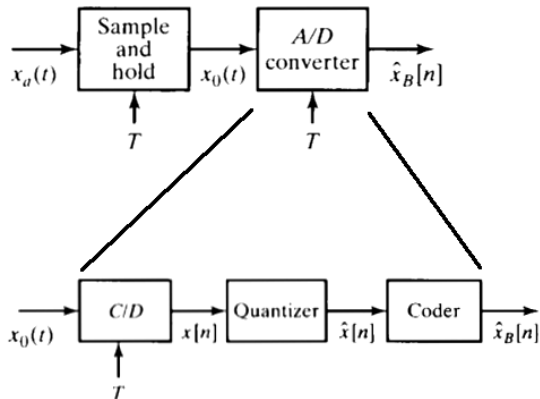 Sample
and
hold
A/D
converter
x_a(t)
x_0(t)
x̂_B[n]
T
T
C/D
Quantizer
Coder
x_0(t)
x[n]
x̂[n]
x̂_B[n]
T